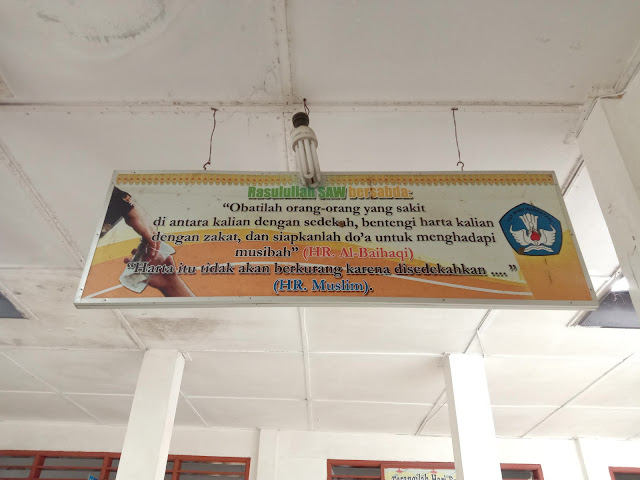 Rasulullah SAW bersabda:
"Obatilah orang-orang yang sakit
di antara kalian dengan sedekah, bentengi harta kalian
dengan zakat, dan siapkanlah do'a untuk menghadapi
musibah" (HR. Al-Baihaqi)
"Harta itu tidak akan berkurang karena disedekahkan ...."
(HR. Muslim).